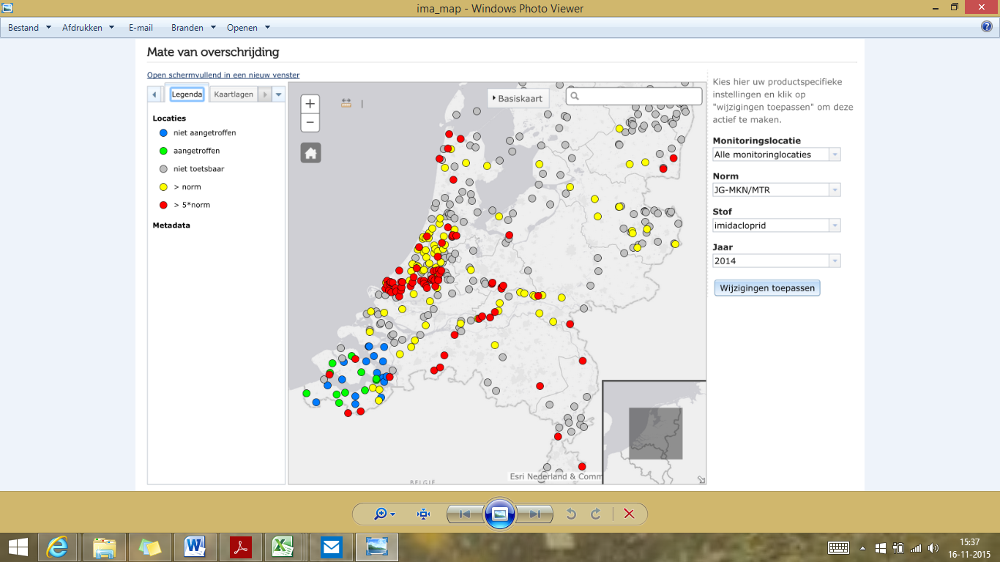 ima_map - Windows Photo Viewer
Bestand Afdrukken E-mail Branden Openen
Mate van overschrijding
Open schermvullend in een nieuw venster
Legenda Kaartlagen
Locaties
niet aangetroffen
aangetroffen
niet toetsbaar
> norm
> 5*norm
Metadata
+
−
Basiskaart
BELGIË
Esri Nederland & Comm
Kies hier uw productspecifieke
instellingen en klik op
"wijzigingen toepassen" om deze
actief te maken.
Monitoringslocatie
Alle monitoringlocaties
Norm
JG-MKN/MTR
Stof
imidacloprid
Jaar
2014
Wijzigingen toepassen
15:37
16-11-2015